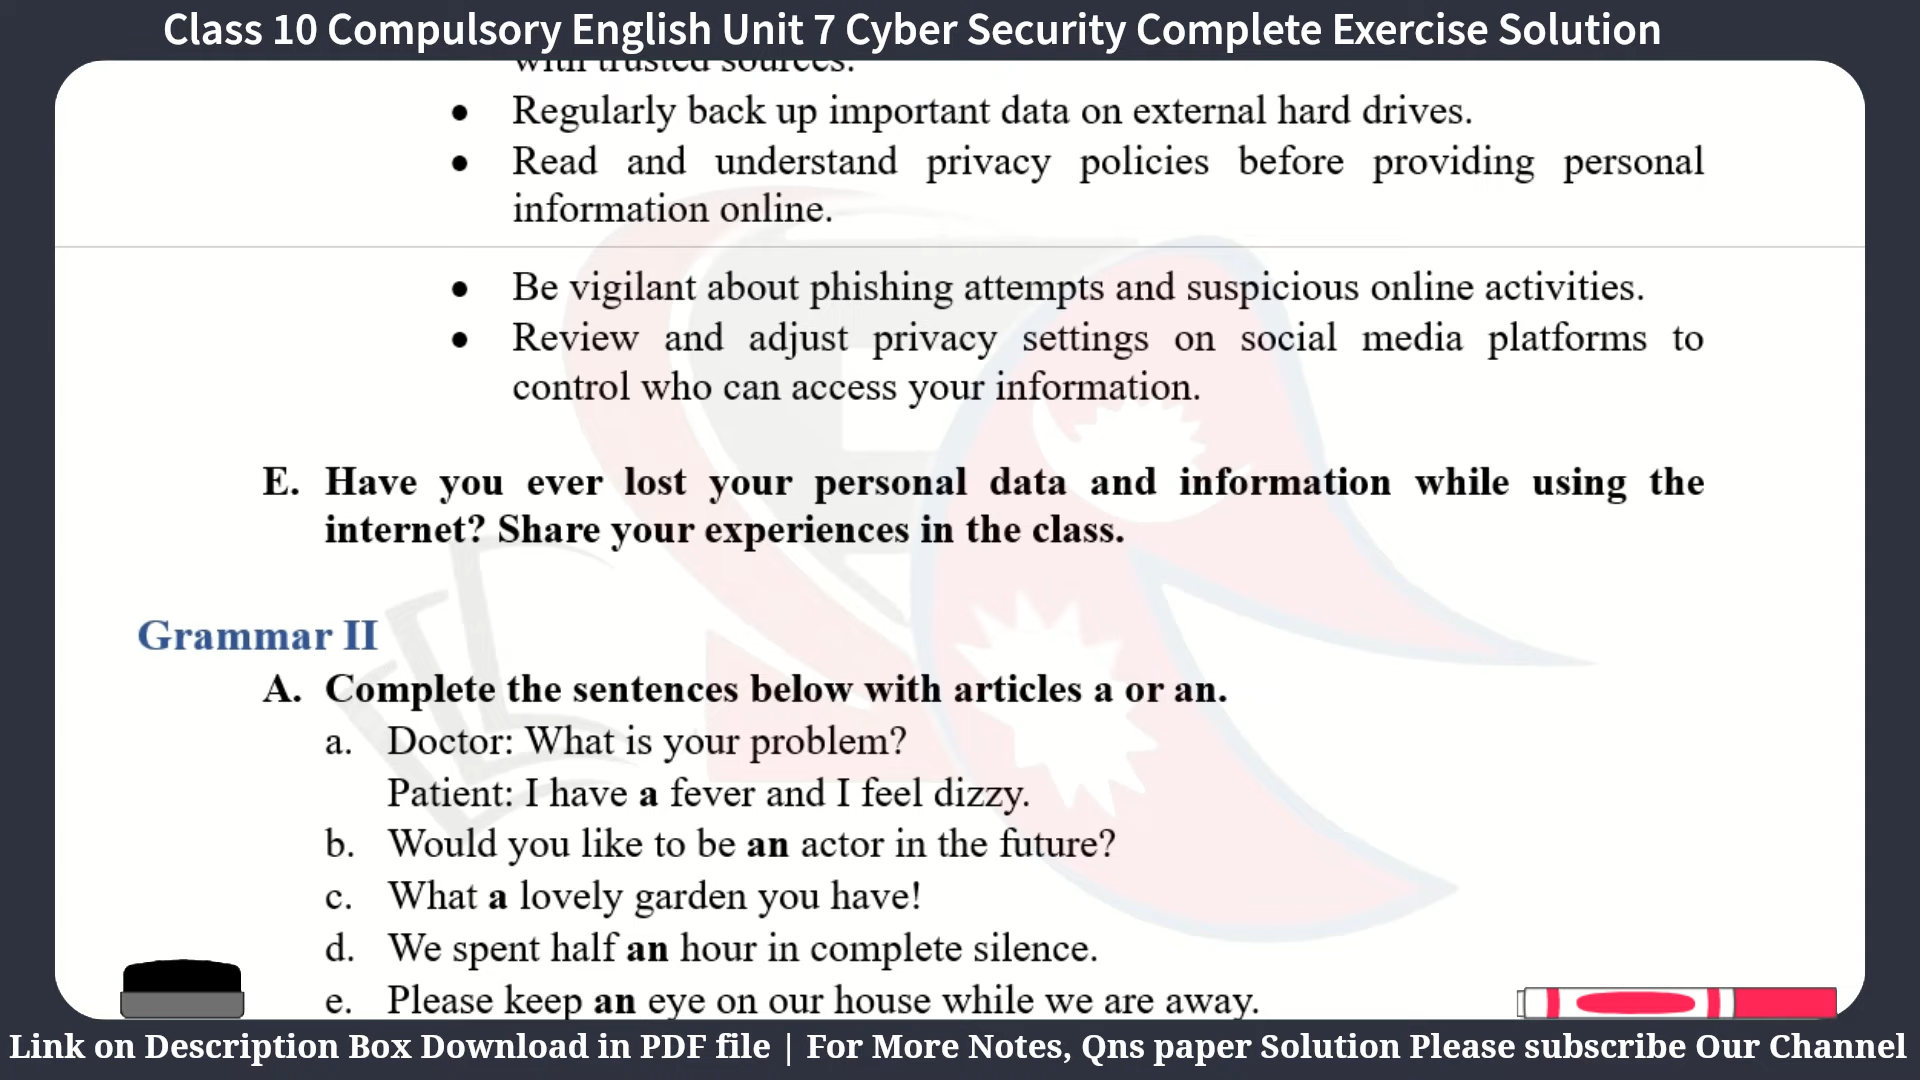 Class 10 Compulsory English Unit 7 Cyber Security Complete Exercise Solution
with trusted sources.
• Regularly back up important data on external hard drives.
• Read and understand privacy policies before providing personal
information online.
• Be vigilant about phishing attempts and suspicious online activities.
• Review and adjust privacy settings on social media platforms to
control who can access your information.
E. Have you ever lost your personal data and information while using the
internet? Share your experiences in the class.
Grammar II
A. Complete the sentences below with articles a or an.
a. Doctor: What is your problem?
Patient: I have a fever and I feel dizzy.
b. Would you like to be an actor in the future?
c. What a lovely garden you have!
d. We spent half an hour in complete silence.
e. Please keep an eye on our house while we are away.
Link on Description Box Download in PDF file | For More Notes, Qns paper Solution Please subscribe Our Channel